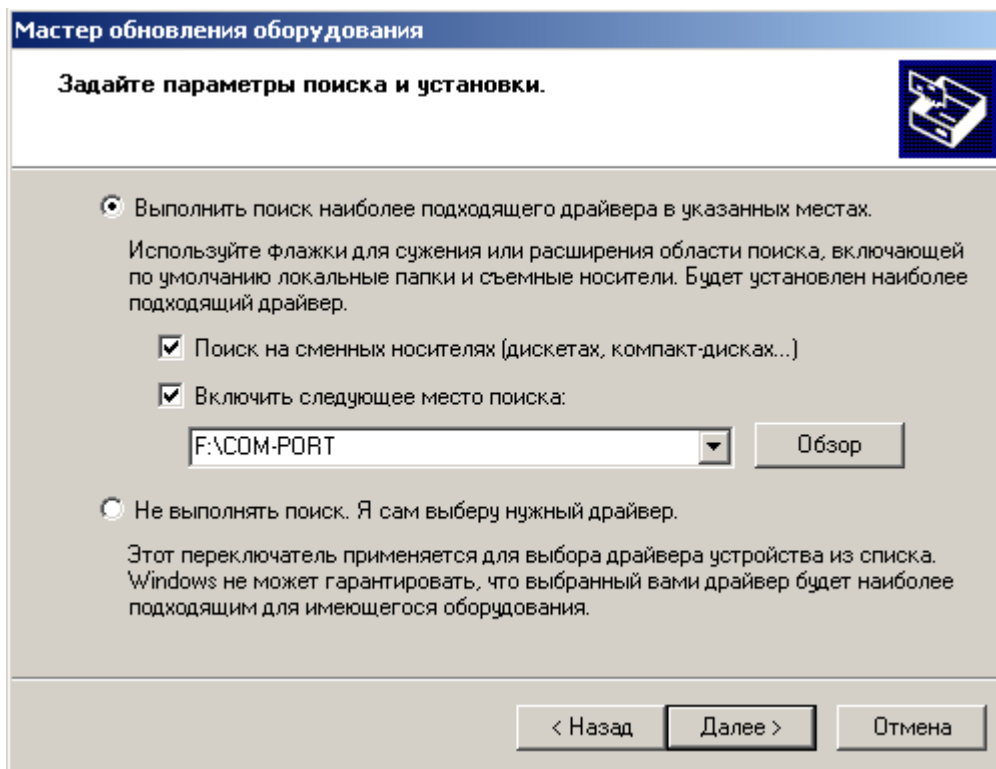 Мастер обновления оборудования
Задайте параметры поиска и установки.
Выполнить поиск наиболее подходящего драйвера в указанных местах.
Используйте флажки для сужения или расширения области поиска, включающей
по умолчанию локальные папки и съемные носители. Будет установлен наиболее
подходящий драйвер.
Поиск на сменных носителях (дискетах, компакт-дисках...)
Включить следующее место поиска:
F:\COM-PORT
Обзор
Не выполнять поиск. Я сам выберу нужный драйвер.
Этот переключатель применяется для выбора драйвера устройства из списка.
Windows не может гарантировать, что выбранный вами драйвер будет наиболее
подходящим для имеющегося оборудования.
< Назад
Далее >
Отмена